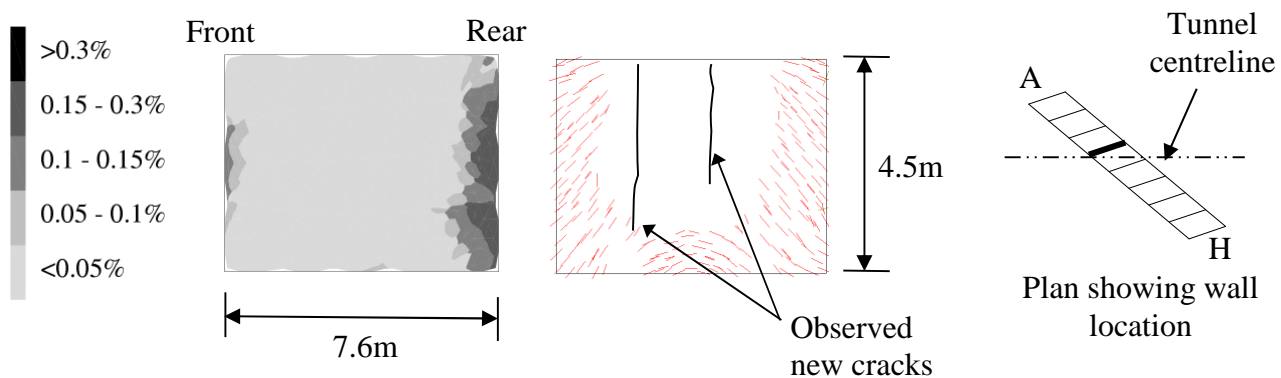 >0.3%
0.15 - 0.3%
0.1 - 0.15%
0.05 - 0.1%
<0.05%
Front
Rear
7.6m
4.5m
Observed
new cracks
Tunnel
centreline
A
H
Plan showing wall
location